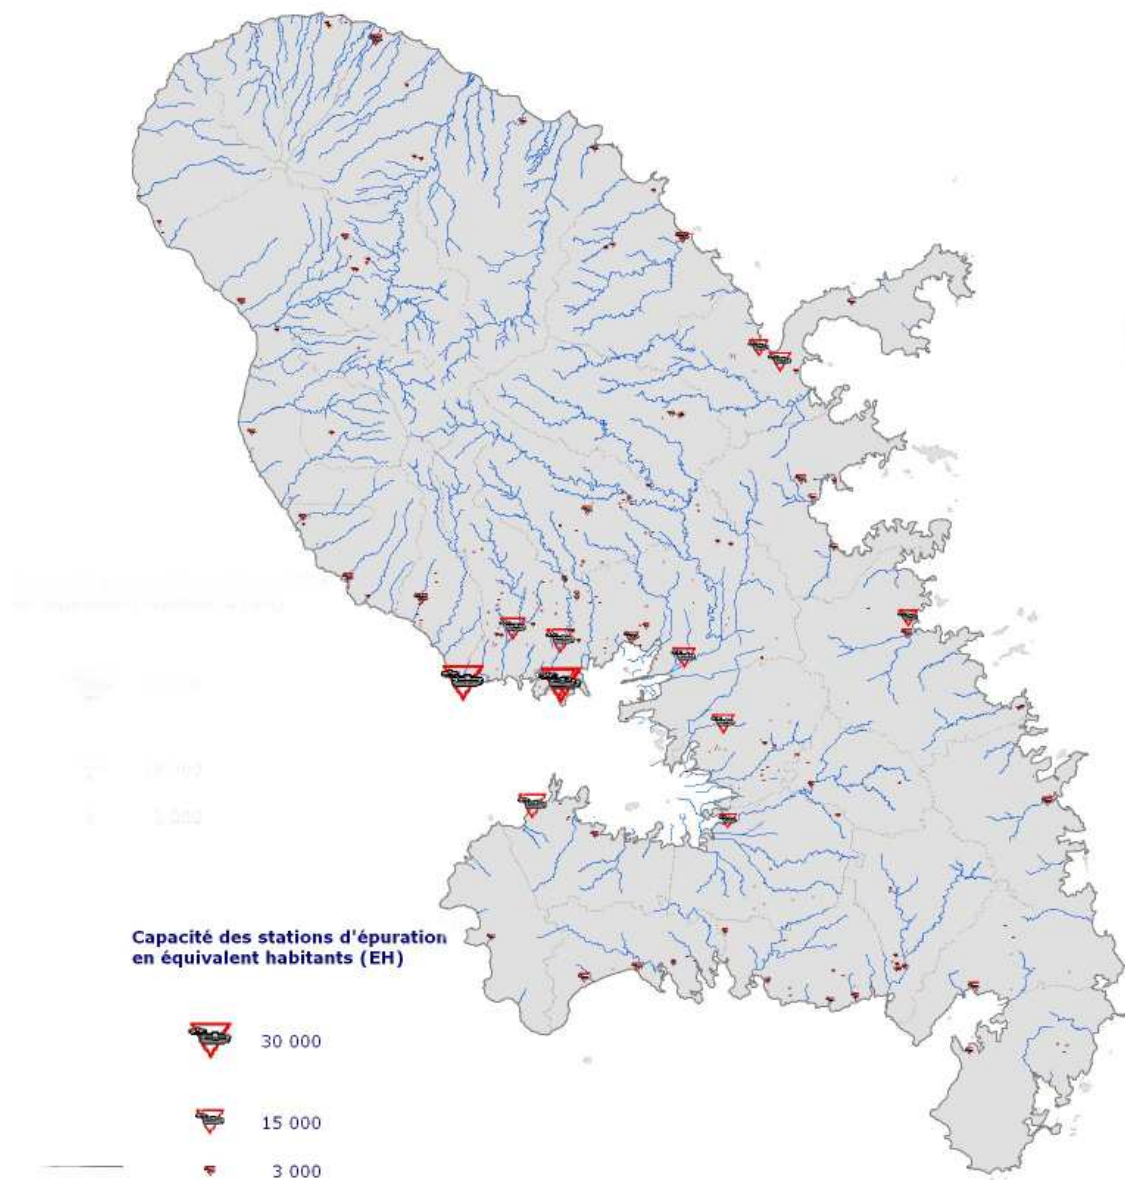 Capacité des stations d'épuration
en équivalent habitants (EH)
30 000
15 000
3 000